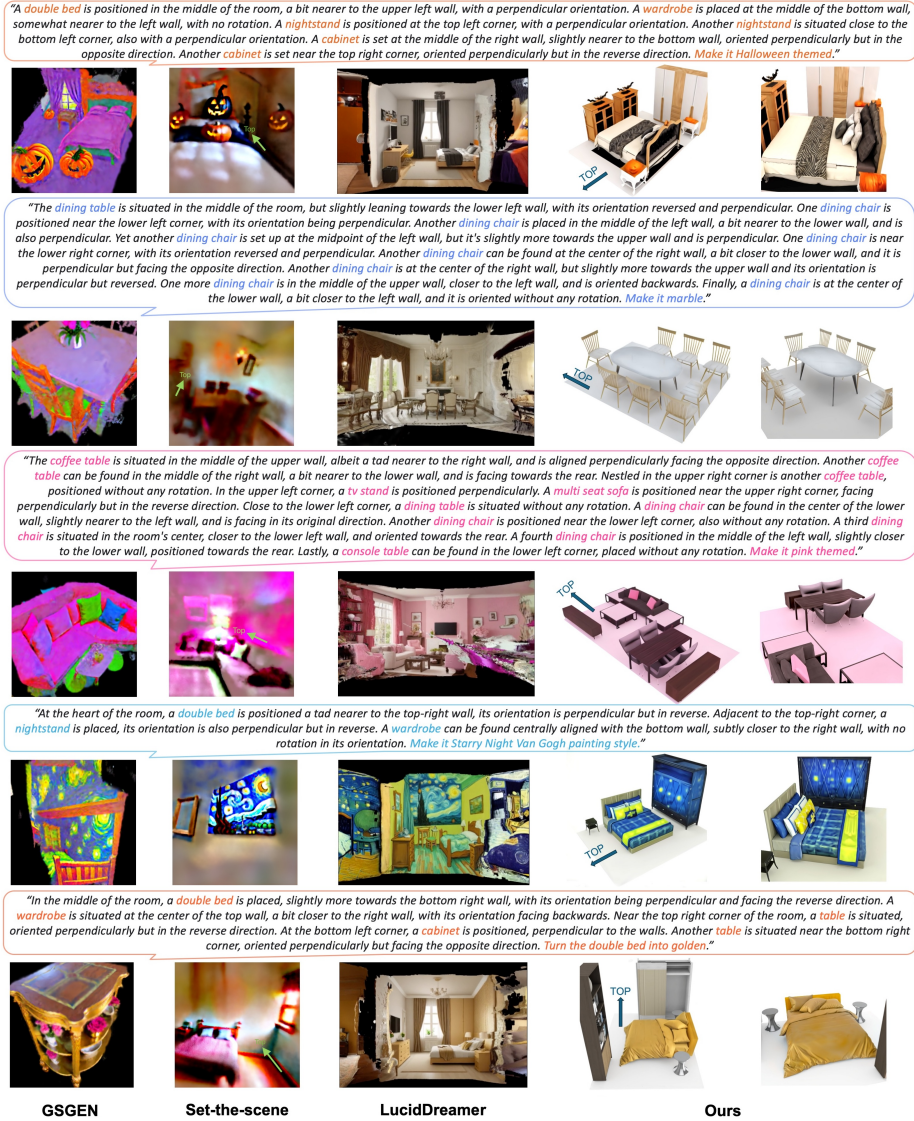 “A double bed is positioned in the middle of the room, a bit nearer to the upper left wall, with a perpendicular orientation. A wardrobe is placed at the middle of the bottom wall,
somewhat nearer to the left wall, with no rotation. A nightstand is positioned at the top left corner, with a perpendicular orientation. Another nightstand is situated close to the
bottom left corner, also with a perpendicular orientation. A cabinet is set at the middle of the right wall, slightly nearer to the bottom wall, oriented perpendicularly but in the
opposite direction. Another cabinet is set near the top right corner, oriented perpendicularly but in the reverse direction. Make it Halloween themed.”
Top
TOP
“The dining table is situated in the middle of the room, but slightly leaning towards the lower left wall, with its orientation reversed and perpendicular. One dining chair is
positioned near the lower left corner, with its orientation being perpendicular. Another dining chair is placed in the middle of the left wall, a bit nearer to the lower wall, and is
also perpendicular. Yet another dining chair is set up at the midpoint of the left wall, but it's slightly more towards the upper wall and is perpendicular. One dining chair is near
the lower right corner, with its orientation reversed and perpendicular. Another dining chair can be found at the center of the right wall, a bit closer to the lower wall, and it is
perpendicular but facing the opposite direction. Another dining chair is at the center of the right wall, but slightly more towards the upper wall and its orientation is
perpendicular but reversed. One more dining chair is in the middle of the upper wall, closer to the left wall, and is oriented backwards. Finally, a dining chair is at the center of
the lower wall, a bit closer to the left wall, and it is oriented without any rotation. Make it marble.”
Top
TOP
“The coffee table is situated in the middle of the upper wall, albeit a tad nearer to the right wall, and is aligned perpendicularly facing the opposite direction. Another coffee
table can be found in the middle of the right wall, a bit nearer to the lower wall, and is facing towards the rear. Nestled in the upper right corner is another coffee table,
positioned without any rotation. In the upper left corner, a tv stand is positioned perpendicularly. A multi seat sofa is positioned near the upper right corner, facing
perpendicularly but in the reverse direction. Close to the lower left corner, a dining table is situated without any rotation. A dining chair can be found in the center of the lower
wall, slightly nearer to the left wall, and is facing in its original direction. Another dining chair is positioned near the lower left corner, also without any rotation. A third dining
chair is situated in the room's center, closer to the lower wall, and oriented towards the rear. A fourth dining chair is positioned in the middle of the left wall, slightly closer
to the lower wall, positioned towards the rear. Lastly, a console table can be found in the lower left corner, placed without any rotation. Make it pink themed.”
Top
TOP
“At the heart of the room, a double bed is positioned a tad nearer to the top-right wall, its orientation is perpendicular but in reverse. Adjacent to the top-right corner, a
nightstand is placed, its orientation is also perpendicular but in reverse. A wardrobe can be found centrally aligned with the bottom wall, subtly closer to the right wall, with no
rotation in its orientation. Make it Starry Night Van Gogh painting style.”
TOP
“In the middle of the room, a double bed is placed, slightly more towards the bottom right wall, with its orientation being perpendicular and facing the reverse direction. A
wardrobe is situated at the center of the top wall, a bit closer to the right wall, with its orientation facing backwards. Near the top right corner of the room, a table is situated,
oriented perpendicularly but in the reverse direction. At the bottom left corner, a cabinet is positioned, perpendicular to the walls. Another table is situated near the bottom right
corner, oriented perpendicularly but facing the opposite direction. Turn the double bed into golden.”
TOP
GSGEN Set-the-scene LucidDreamer Ours